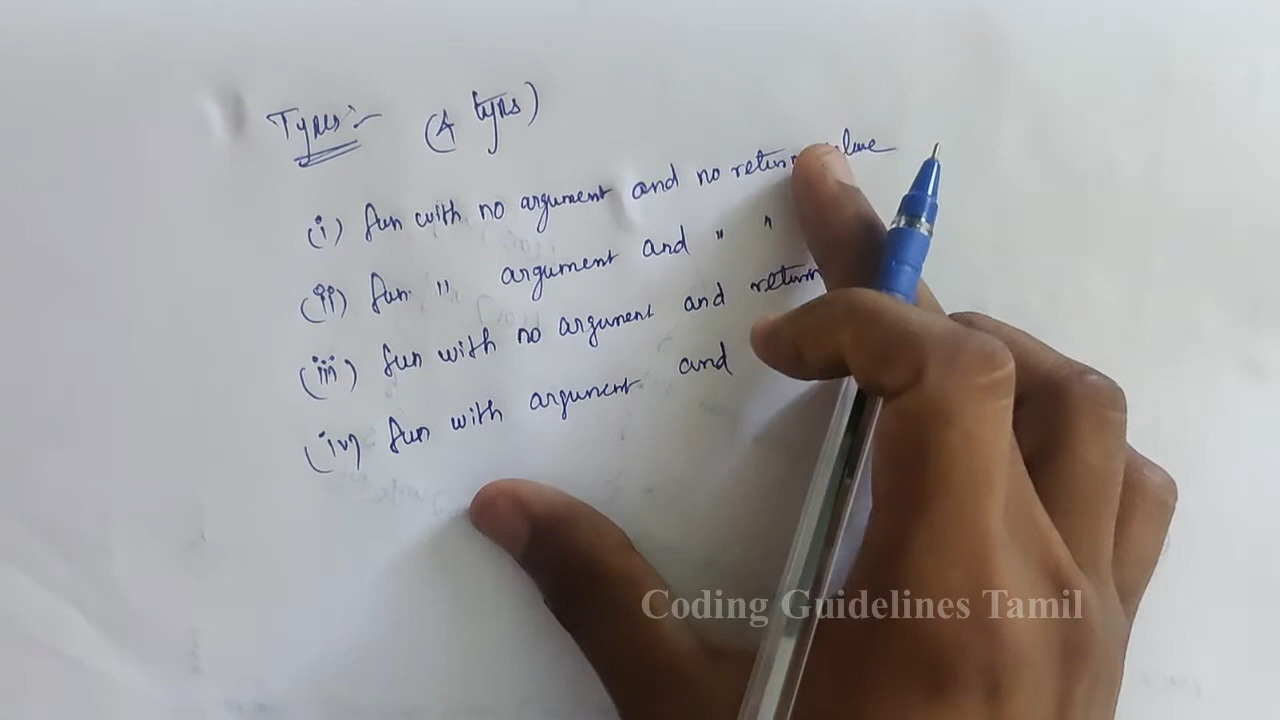 Types:- (4 types)
(i) fun with no argument and no return value
(ii) fun " argument and " "
(iii) fun with no argument and return
(iv) fun with argument and
Coding Guidelines Tamil